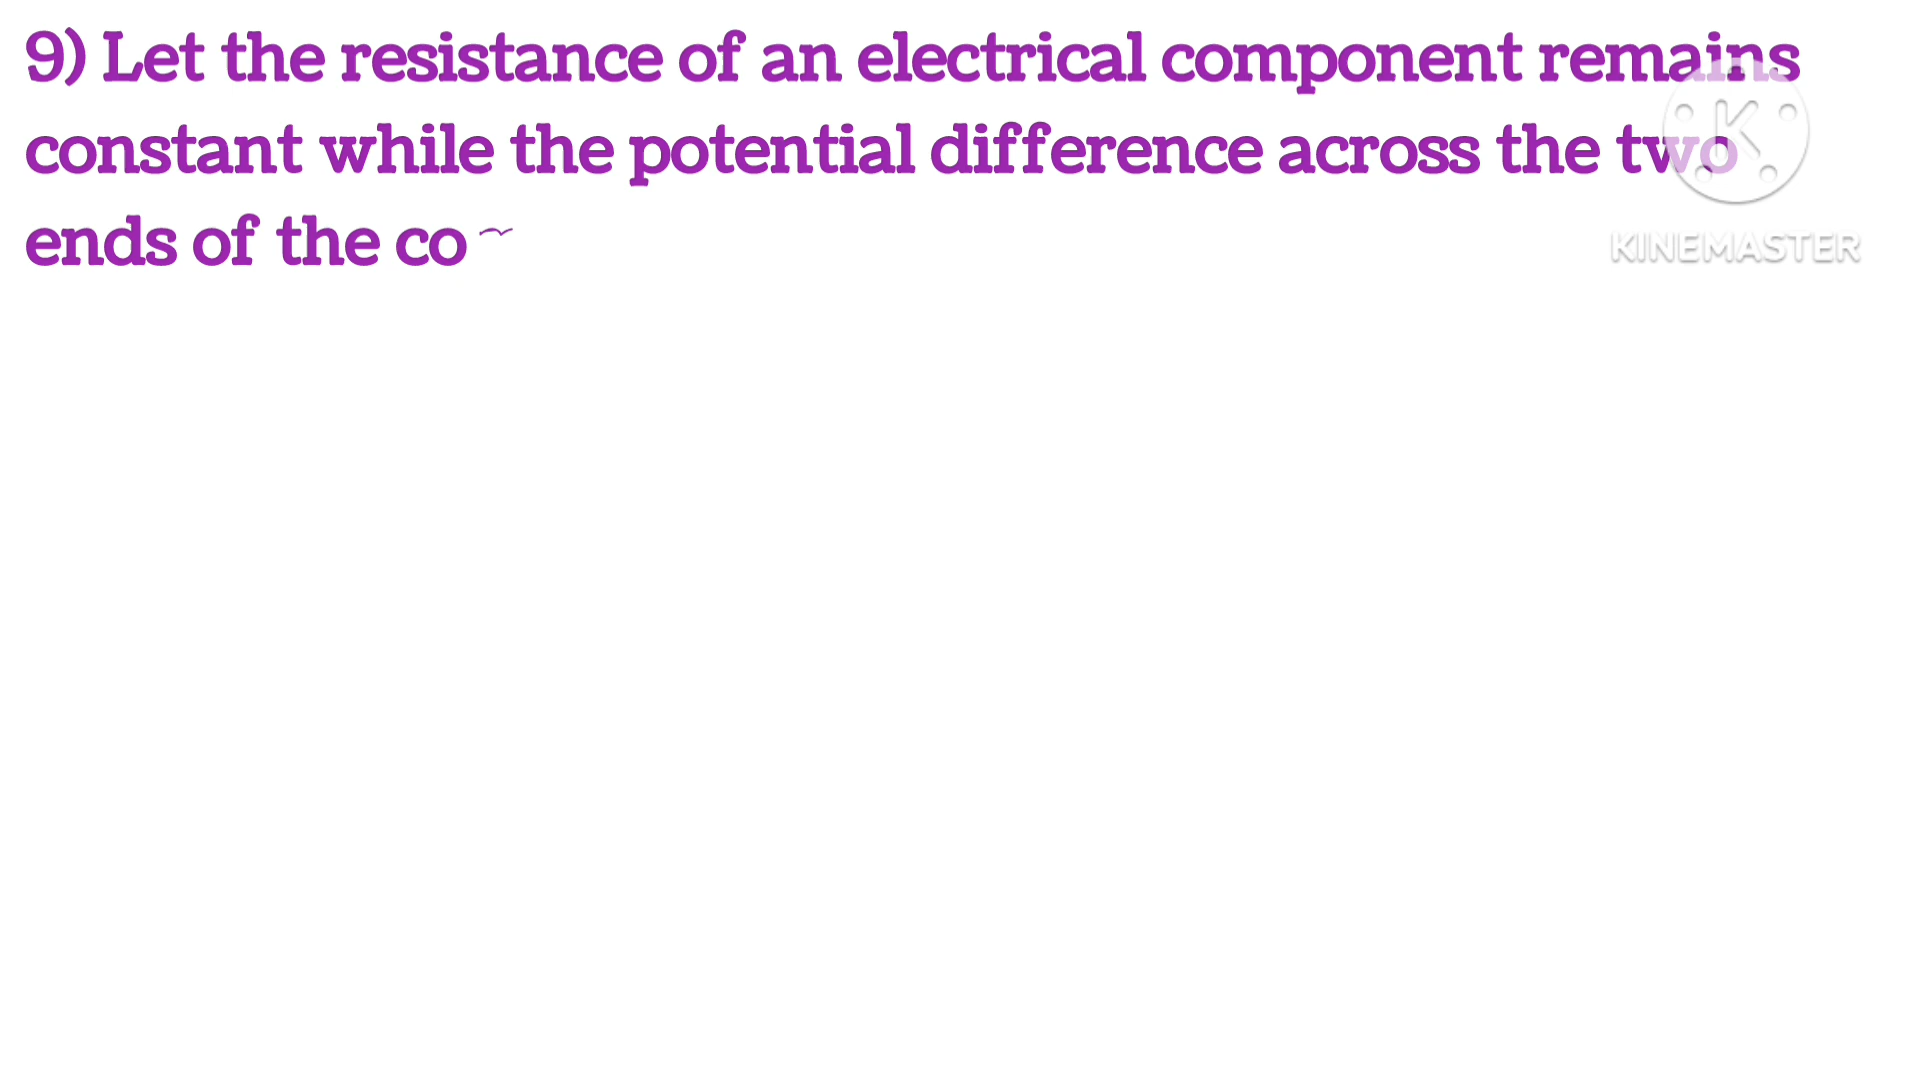 9) Let the resistance of an electrical component remains
constant while the potential difference across the two
ends of the co
KINEMASTER